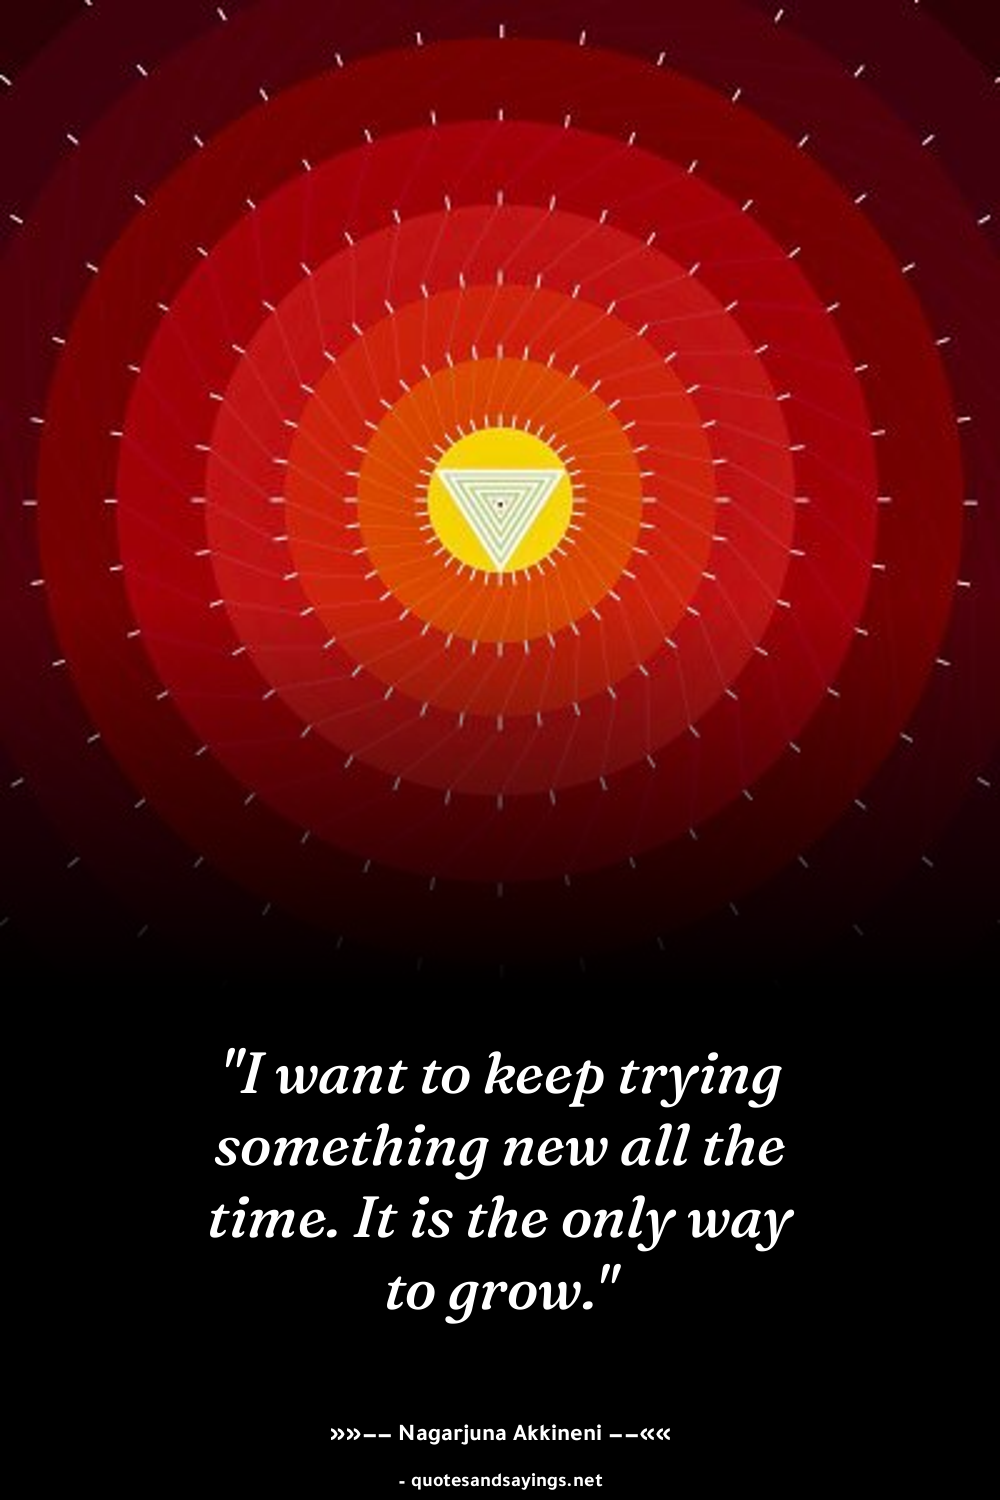 "I want to keep trying
something new all the
time. It is the only way
to grow."
»»−− Nagarjuna Akkineni −−««
- quotesandsayings.net